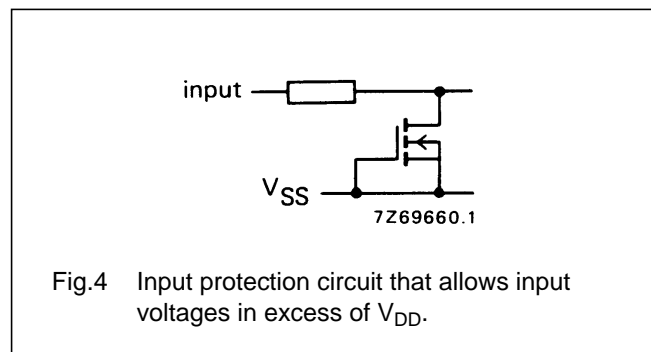 input
VSS
7Z69660.1
Fig.4 Input protection circuit that allows input
voltages in excess of VDD.